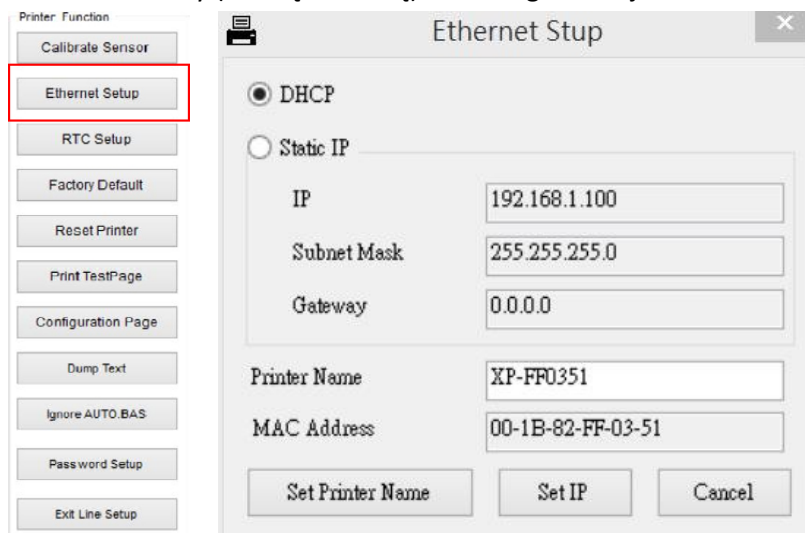 Printer Function
Calibrate Sensor
Ethernet Setup
RTC Setup
Factory Default
Reset Printer
Print TestPage
Configuration Page
Dump Text
Ignore AUTO.BAS
Password Setup
Exit Line Setup
Ethernet Stup
DHCP
Static IP
IP 192.168.1.100
Subnet Mask 255.255.255.0
Gateway 0.0.0.0
Printer Name XP-FF0351
MAC Address 00-1B-82-FF-03-51
Set Printer Name Set IP Cancel